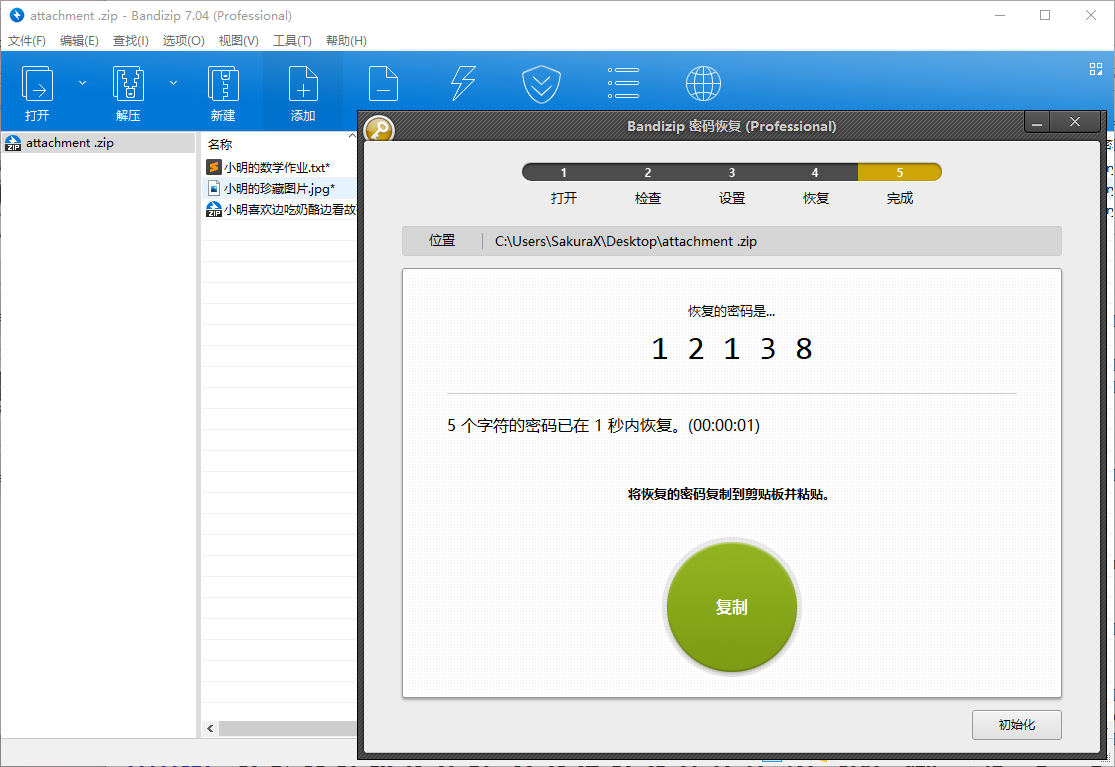 attachment .zip - Bandizip 7.04 (Professional)
文件(F) 编辑(E) 查找(I) 选项(O) 视图(V) 工具(T) 帮助(H)
打开 解压 新建 添加
attachment .zip
名称
小明的数学作业.txt*
小明的珍藏图片.jpg*
小明喜欢边吃奶酪边看故
Bandizip 密码恢复 (Professional)
1 2 3 4 5
打开 检查 设置 恢复 完成
位置 C:\Users\SakuraX\Desktop\attachment .zip
恢复的密码是...
1 2 1 3 8
5 个字符的密码已在 1 秒内恢复。(00:00:01)
将恢复的密码复制到剪贴板并粘贴。
复制
初始化